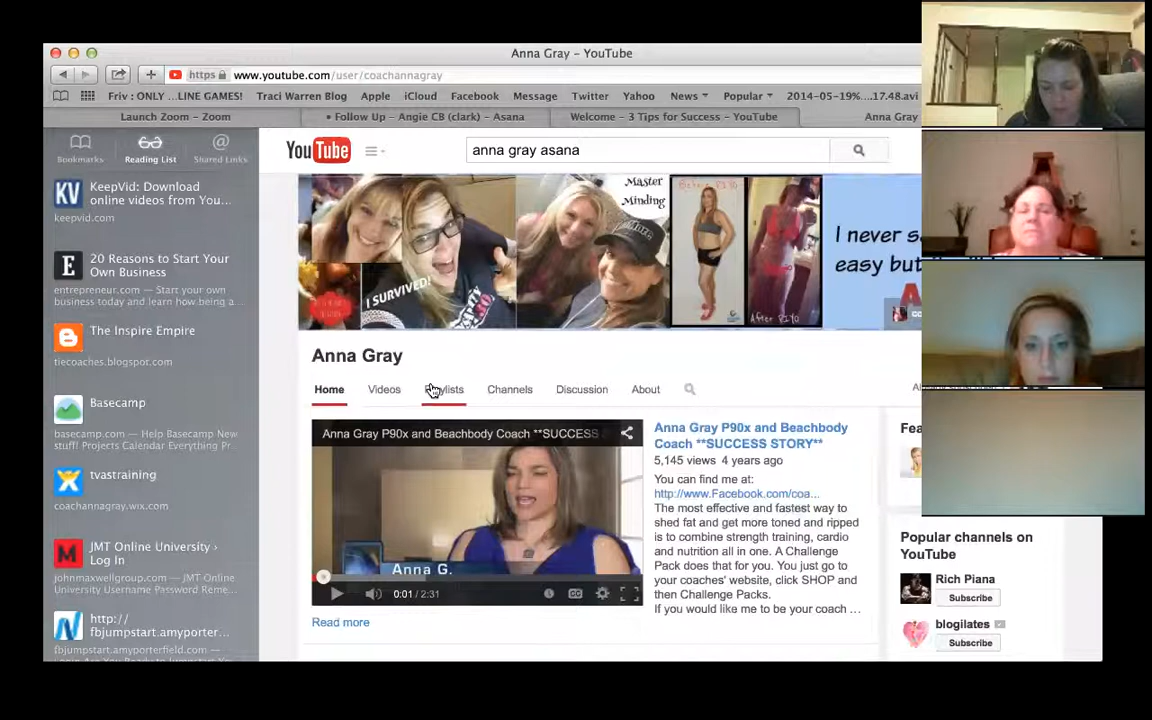 Anna Gray – YouTube
https www.youtube.com/user/coachannagray
Friv : ONLY ...LINE GAMES! Traci Warren Blog Apple iCloud Facebook Message Twitter Yahoo News Popular 2014-05-19%....17.48.avi
Launch Zoom – Zoom • Follow Up – Angie CB (clark) – Asana Welcome – 3 Tips for Success – YouTube Anna Gray
Bookmarks Reading List Shared Links
YouTube
anna gray asana
KV
KeepVid: Download
online videos from You...
keepvid.com
E
20 Reasons to Start Your
Own Business
entrepreneur.com — Start your own
business today and learn how being a...
The Inspire Empire
tiecoaches.blogspot.com
Basecamp
basecamp.com — Help Basecamp New
stuff! Projects Calendar Everything Pr...
tvastraining
coachannagray.wix.com
JMT Online University ›
Log In
johnmaxwellgroup.com — JMT Online
University Username Password Reme...
http://
fbjumpstart.amyporter...
fbjumpstart.amyporterfield.com —
I SURVIVED!
Master
Minding
Before P90
After P90
I never s
easy but
Anna Gray
Home Videos Playlists Channels Discussion About
Anna Gray P90x and Beachbody Coach **SUCCESS S
Anna G.
0:01 / 2:31
Read more
Anna Gray P90x and Beachbody
Coach **SUCCESS STORY**
5,145 views 4 years ago
You can find me at:
http://www.Facebook.com/coa...
The most effective and fastest way to
shed fat and get more toned and ripped
is to combine strength training, cardio
and nutrition all in one. A Challenge
Pack does that for you. You just go to
your coaches' website, click SHOP and
then Challenge Packs.
If you would like me to be your coach ...
Fea
Popular channels on
YouTube
Rich Piana
Subscribe
blogilates
Subscribe